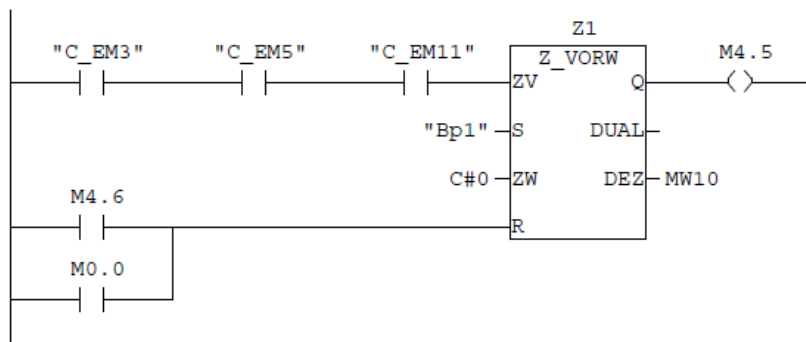 Z1
"C_EM3" "C_EM5" "C_EM11" Z_VORW M4.5
ZV Q
"Bp1" S DUAL
C#0 ZW DEZ MW10
M4.6
R
M0.0